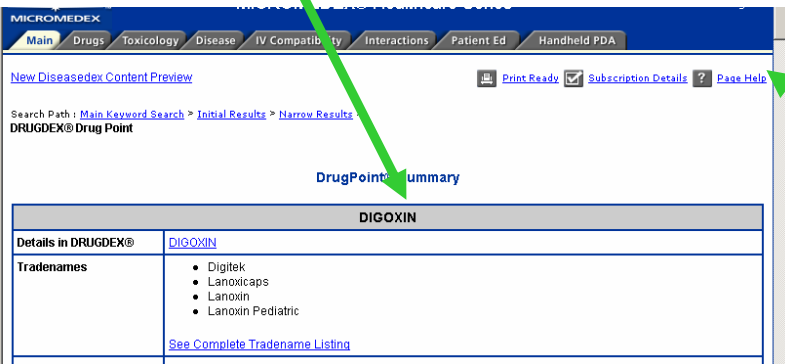 MICROMEDEX
Main Drugs Toxicology Disease IV Compatibility Interactions Patient Ed Handheld PDA
New Diseasedex Content Preview
Print Ready Subscription Details ? Page Help
Search Path : Main Keyword Search > Initial Results > Narrow Results >
DRUGDEX® Drug Point
DrugPoint® Summary
DIGOXIN
Details in DRUGDEX® DIGOXIN
Tradenames
• Digitek
• Lanoxicaps
• Lanoxin
• Lanoxin Pediatric
See Complete Tradename Listing